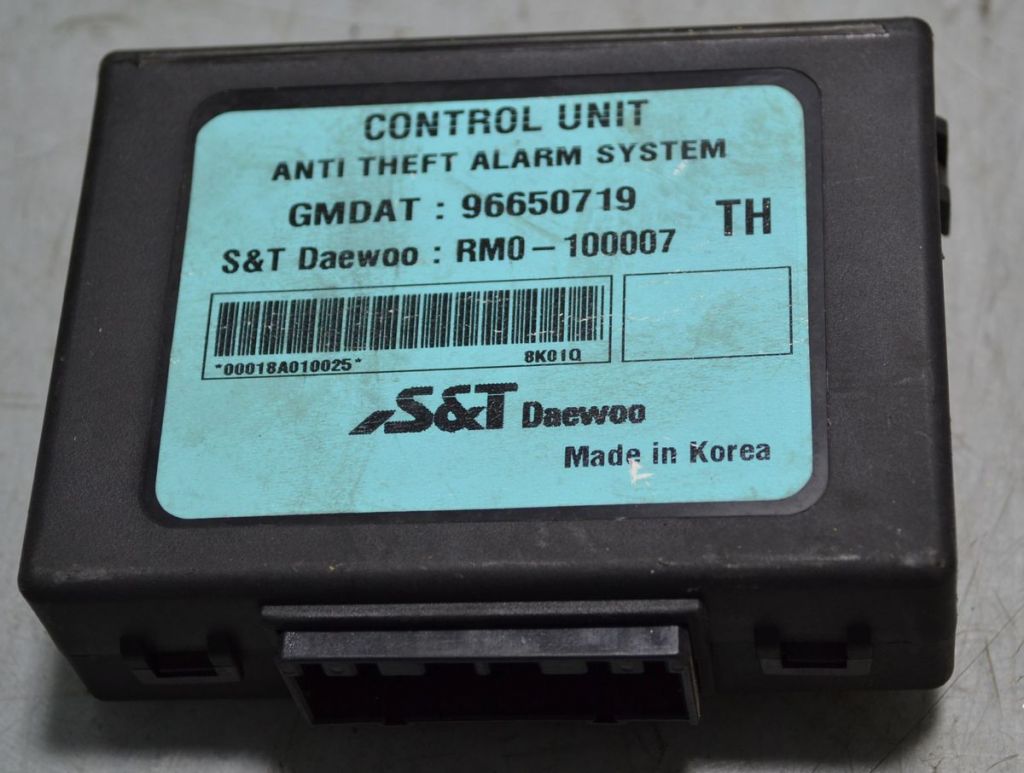 CONTROL UNIT
ANTI THEFT ALARM SYSTEM
GMDAT : 96650719
TH
S&T Daewoo : RM0-100007
*00018A010025*
8K01Q
S&T Daewoo
Made in Korea